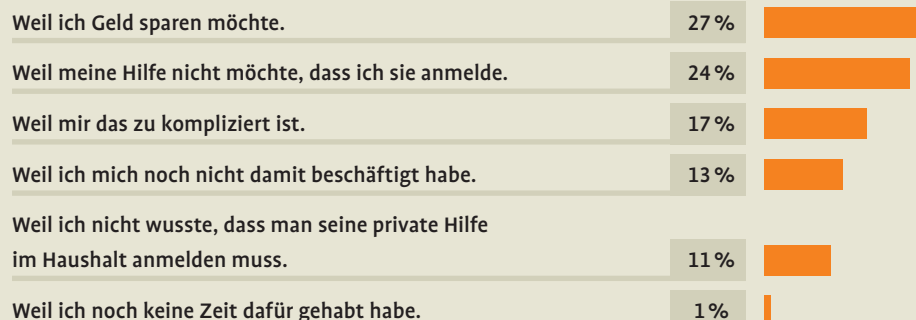 Weil ich Geld sparen möchte. 27 %
Weil meine Hilfe nicht möchte, dass ich sie anmelde. 24 %
Weil mir das zu kompliziert ist. 17 %
Weil ich mich noch nicht damit beschäftigt habe. 13 %
Weil ich nicht wusste, dass man seine private Hilfe
im Haushalt anmelden muss. 11 %
Weil ich noch keine Zeit dafür gehabt habe. 1 %